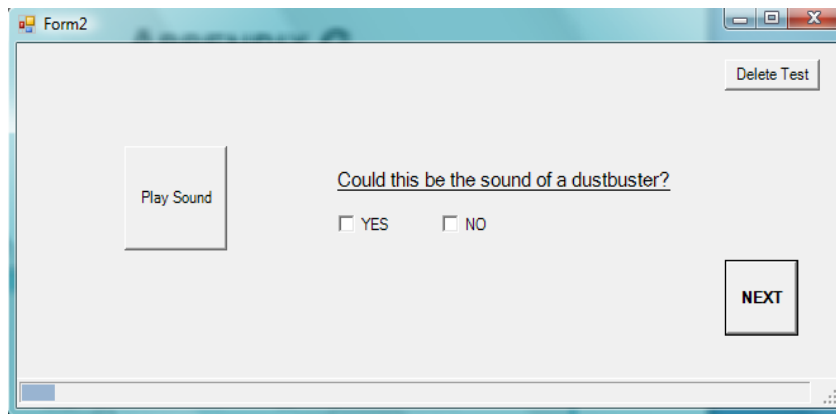 Form2
Delete Test
Play Sound
Could this be the sound of a dustbuster?
YES NO
NEXT